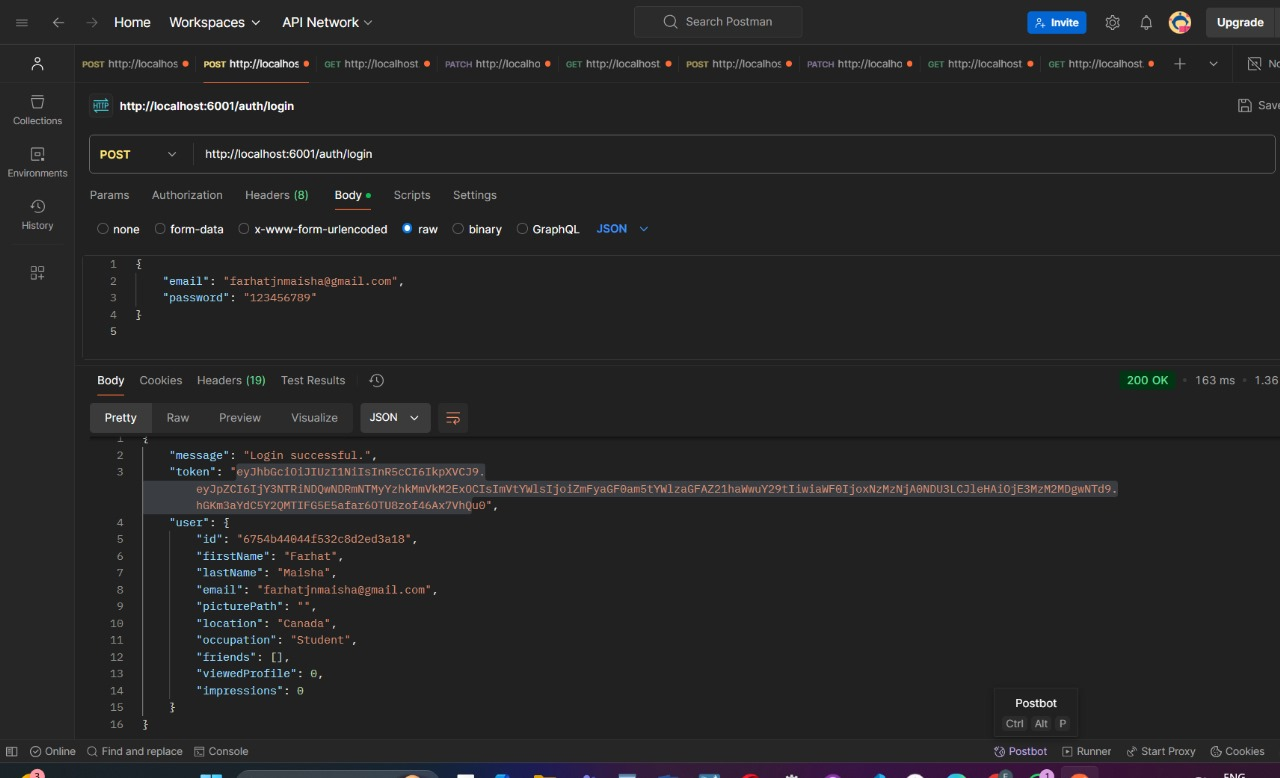 Home Workspaces API Network Search Postman Invite Upgrade
POST http://localhos POST http://localhos GET http://localhost PATCH http://localho GET http://localhost POST http://localhos PATCH http://localho GET http://localhost GET http://localhost. No
HTTP http://localhost:6001/auth/login Save
Collections
Environments
History
POST http://localhost:6001/auth/login
Params Authorization Headers (8) Body Scripts Settings
none form-data x-www-form-urlencoded raw binary GraphQL JSON
1 {
2 "email": "farhatjnmaisha@gmail.com",
3 "password": "123456789"
4 }
5
Body Cookies Headers (19) Test Results 200 OK 163 ms 1.36
Pretty Raw Preview Visualize JSON
1 {
2 "message": "Login successful.",
3 "token": "eyJhbGciOiJIUzI1NiIsInR5cCI6IkpXVCJ9.
eyJpZCI6IjY3NTRiNDQwNDRmNTMyYzhkMmVkM2ExOCIsImVtYWlsIjoiZmFyaGF0am5tYWlzaGFAZ21haWwuY29tIiwiaWF0IjoxNzMzNjA0NDU3LCJleHAiOjE3MzM2MDgwNTd9.
hGKm3aYdC5Y2QMTIFG5E5afar6OTU8zof46Ax7VhQu0",
4 "user": {
5 "id": "6754b44044f532c8d2ed3a18",
6 "firstName": "Farhat",
7 "lastName": "Maisha",
8 "email": "farhatjnmaisha@gmail.com",
9 "picturePath": "",
10 "location": "Canada",
11 "occupation": "Student",
12 "friends": [],
13 "viewedProfile": 0,
14 "impressions": 0
15 }
16 }
Postbot
Ctrl Alt P
Online Find and replace Console Postbot Runner Start Proxy Cookies
3 1 ENG